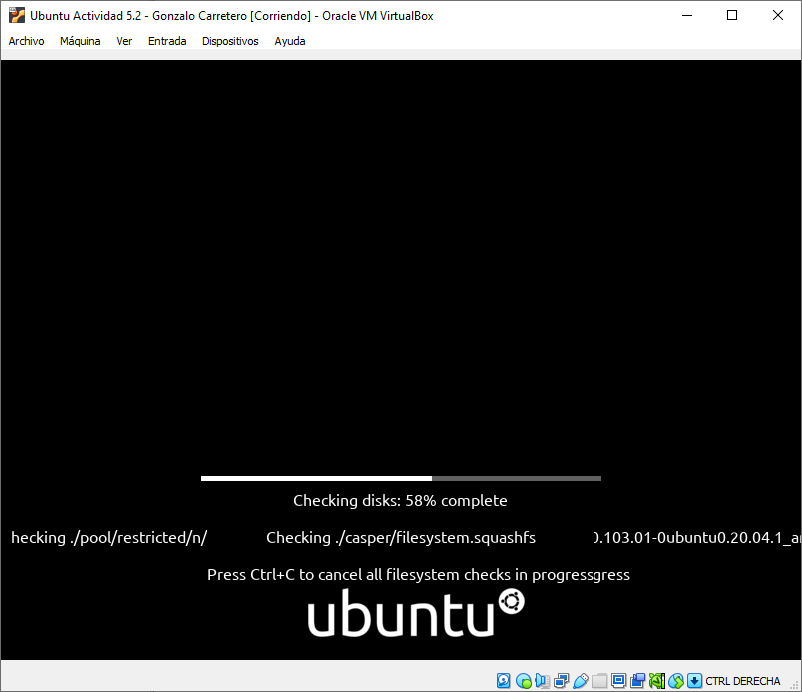 Ubuntu Actividad 5.2 - Gonzalo Carretero [Corriendo] - Oracle VM VirtualBox
Archivo Máquina Ver Entrada Dispositivos Ayuda
Checking disks: 58% complete
hecking ./pool/restricted/n/ Checking ./casper/filesystem.squashfs 0.103.01-0ubuntu0.20.04.1_a
Press Ctrl+C to cancel all filesystem checks in progressgress
ubuntu
CTRL DERECHA